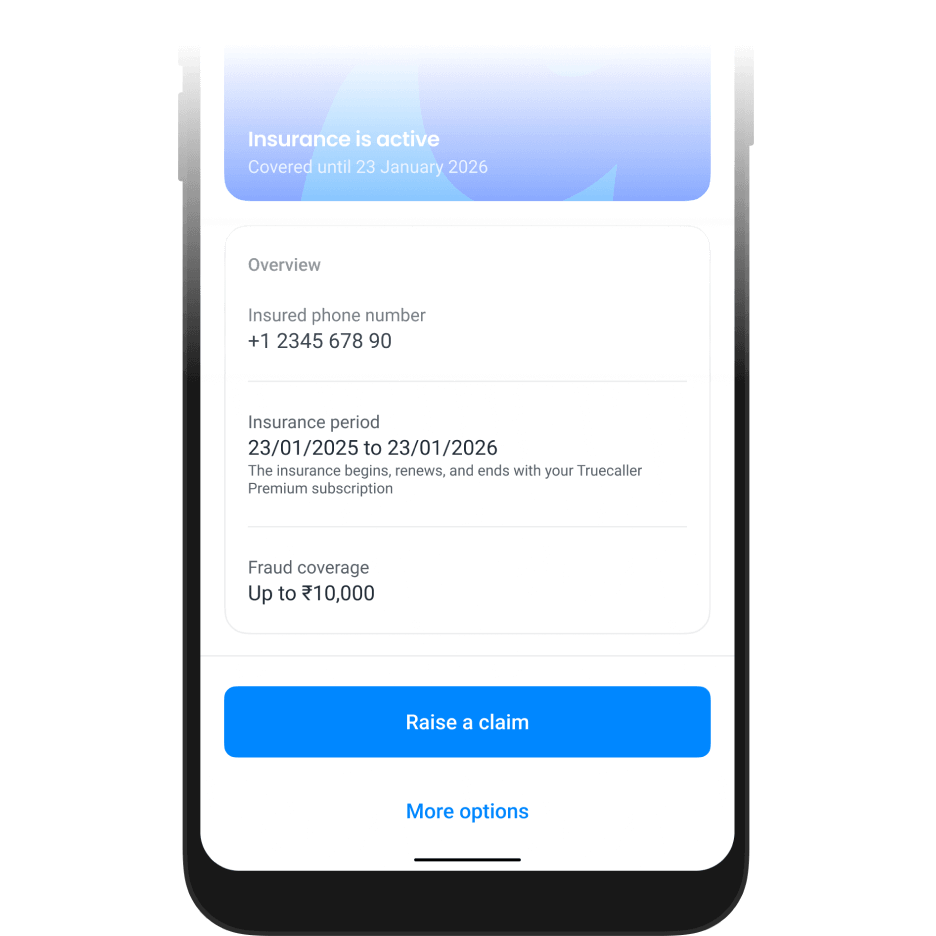 Insurance is active
Covered until 23 January 2026
Overview
Insured phone number
+1 2345 678 90
Insurance period
23/01/2025 to 23/01/2026
The insurance begins, renews, and ends with your Truecaller
Premium subscription
Fraud coverage
Up to ₹10,000
Raise a claim
More options